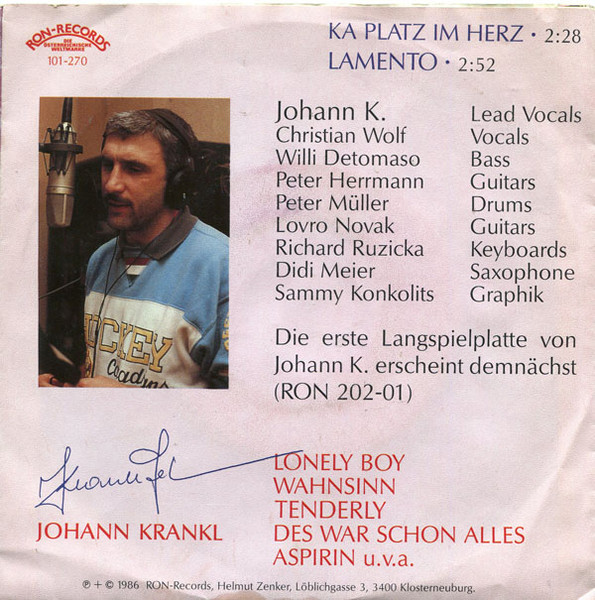 RON-RECORDS
DIE
ÖSTERREICHISCHE
WELTMARKE
101-270
KA PLATZ IM HERZ · 2:28
LAMENTO · 2:52
Johann K. Lead Vocals
Christian Wolf Vocals
Willi Detomaso Bass
Peter Herrmann Guitars
Peter Müller Drums
Lovro Novak Guitars
Richard Ruzicka Keyboards
Didi Meier Saxophone
Sammy Konkolits Graphik
HOCKEY
Die erste Langspielplatte von
Johann K. erscheint demnächst
(RON 202-01)
JOHANN KRANKL
LONELY BOY
WAHNSINN
TENDERLY
DES WAR SCHON ALLES
ASPIRIN u.v.a.
℗ + © 1986 RON-Records, Helmut Zenker, Löblichgasse 3, 3400 Klosterneuburg.